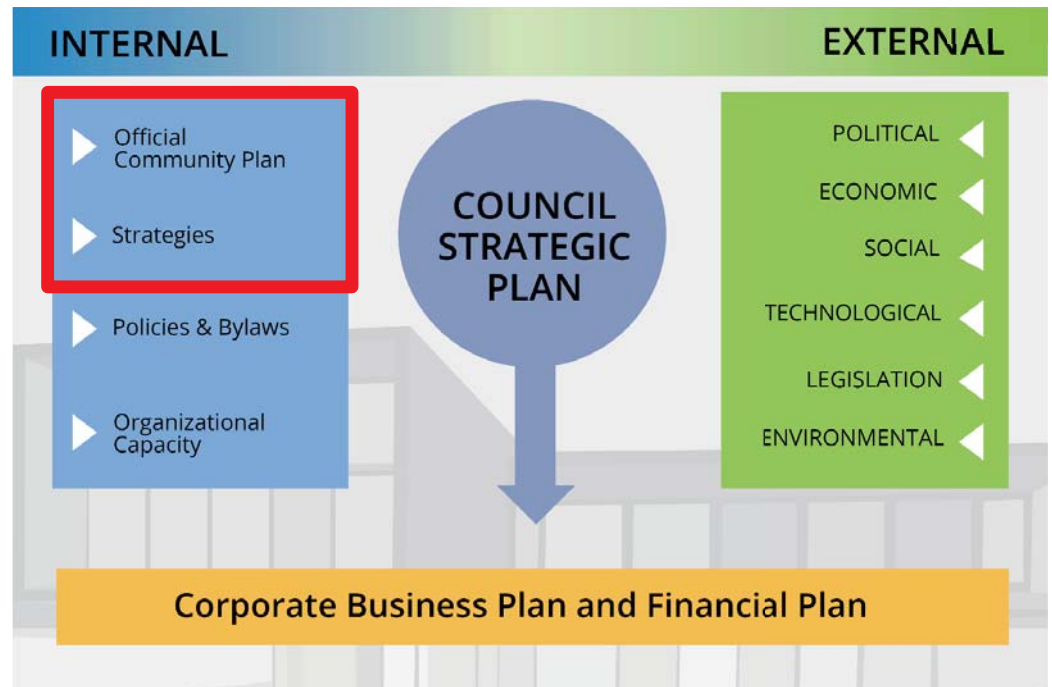 INTERNAL
EXTERNAL
Official
Community Plan
Strategies
Policies & Bylaws
Organizational
Capacity
COUNCIL
STRATEGIC
PLAN
POLITICAL
ECONOMIC
SOCIAL
TECHNOLOGICAL
LEGISLATION
ENVIRONMENTAL
Corporate Business Plan and Financial Plan